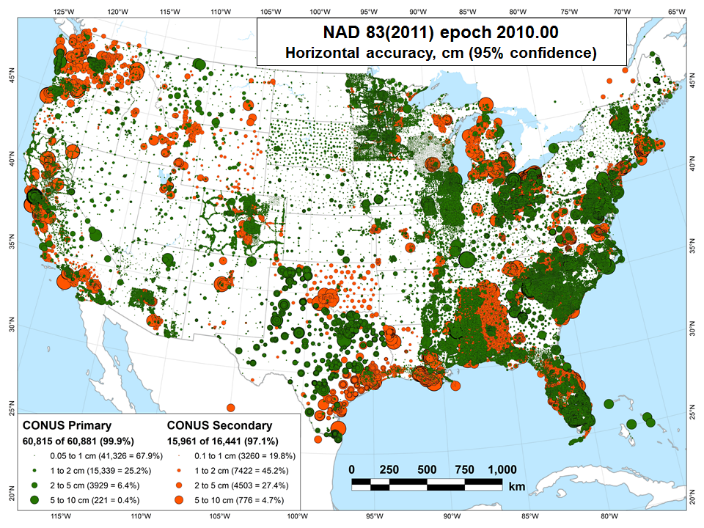 125°W 120°W 115°W 110°W 105°W 100°W 95°W 90°W 85°W 80°W 75°W 70°W 65°W
NAD 83(2011) epoch 2010.00
Horizontal accuracy, cm (95% confidence)
45°N 45°N
40°N 40°N
35°N 35°N
30°N 30°N
25°N 25°N
20°N 20°N
CONUS Primary
60,815 of 60,881 (99.9%)
0.05 to 1 cm (41,326 = 67.9%)
1 to 2 cm (15,339 = 25.2%)
2 to 5 cm (3929 = 6.4%)
5 to 10 cm (221 = 0.4%)
CONUS Secondary
15,961 of 16,441 (97.1%)
0.1 to 1 cm (3260 = 19.8%)
1 to 2 cm (7422 = 45.2%)
2 to 5 cm (4503 = 27.4%)
5 to 10 cm (776 = 4.7%)
0 250 500 750 1,000
km
115°W 110°W 105°W 100°W 95°W 90°W 85°W 80°W